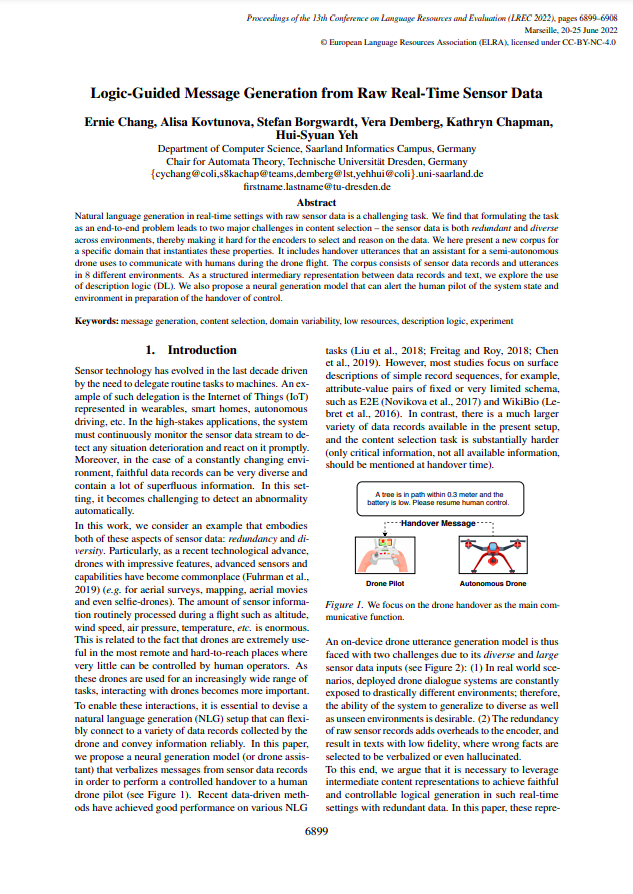 Proceedings of the 13th Conference on Language Resources and Evaluation (LREC 2022), pages 6899–6908
Marseille, 20-25 June 2022
© European Language Resources Association (ELRA), licensed under CC-BY-NC-4.0
Logic-Guided Message Generation from Raw Real-Time Sensor Data
Ernie Chang, Alisa Kovtunova, Stefan Borgwardt, Vera Demberg, Kathryn Chapman,
Hui-Syuan Yeh
Department of Computer Science, Saarland Informatics Campus, Germany
Chair for Automata Theory, Technische Universität Dresden, Germany
{cychang@coli,s8kachap@teams,demberg@lst,yehhui@coli}.uni-saarland.de
firstname.lastname@tu-dresden.de
Abstract
Natural language generation in real-time settings with raw sensor data is a challenging task. We find that formulating the task
as an end-to-end problem leads to two major challenges in content selection – the sensor data is both redundant and diverse
across environments, thereby making it hard for the encoders to select and reason on the data. We here present a new corpus for
a specific domain that instantiates these properties. It includes handover utterances that an assistant for a semi-autonomous
drone uses to communicate with humans during the drone flight. The corpus consists of sensor data records and utterances
in 8 different environments. As a structured intermediary representation between data records and text, we explore the use
of description logic (DL). We also propose a neural generation model that can alert the human pilot of the system state and
environment in preparation of the handover of control.
Keywords: message generation, content selection, domain variability, low resources, description logic, experiment
1. Introduction
Sensor technology has evolved in the last decade driven
by the need to delegate routine tasks to machines. An ex-
ample of such delegation is the Internet of Things (IoT)
represented in wearables, smart homes, autonomous
driving, etc. In the high-stakes applications, the system
must continuously monitor the sensor data stream to de-
tect any situation deterioration and react on it promptly.
Moreover, in the case of a constantly changing envi-
ronment, faithful data records can be very diverse and
contain a lot of superfluous information. In this set-
ting, it becomes challenging to detect an abnormality
automatically.
In this work, we consider an example that embodies
both of these aspects of sensor data: redundancy and di-
versity. Particularly, as a recent technological advance,
drones with impressive features, advanced sensors and
capabilities have become commonplace (Fuhrman et al.,
2019) (e.g. for aerial surveys, mapping, aerial movies
and even selfie-drones). The amount of sensor informa-
tion routinely processed during a flight such as altitude,
wind speed, air pressure, temperature, etc. is enormous.
This is related to the fact that drones are extremely use-
ful in the most remote and hard-to-reach places where
very little can be controlled by human operators. As
these drones are used for an increasingly wide range of
tasks, interacting with drones becomes more important.
To enable these interactions, it is essential to devise a
natural language generation (NLG) setup that can flexi-
bly connect to a variety of data records collected by the
drone and convey information reliably. In this paper,
we propose a neural generation model (or drone assis-
tant) that verbalizes messages from sensor data records
in order to perform a controlled handover to a human
drone pilot (see Figure 1). Recent data-driven meth-
ods have achieved good performance on various NLG
tasks (Liu et al., 2018; Freitag and Roy, 2018; Chen
et al., 2019). However, most studies focus on surface
descriptions of simple record sequences, for example,
attribute-value pairs of fixed or very limited schema,
such as E2E (Novikova et al., 2017) and WikiBio (Le-
bret et al., 2016). In contrast, there is a much larger
variety of data records available in the present setup,
and the content selection task is substantially harder
(only critical information, not all available information,
should be mentioned at handover time).
A tree is in path within 0.3 meter and the
battery is low. Please resume human control.
Handover Message
Drone Pilot
Autonomous Drone
Figure 1. We focus on the drone handover as the main com-
municative function.
An on-device drone utterance generation model is thus
faced with two challenges due to its diverse and large
sensor data inputs (see Figure 2): (1) In real world sce-
narios, deployed drone dialogue systems are constantly
exposed to drastically different environments; therefore,
the ability of the system to generalize to diverse as well
as unseen environments is desirable. (2) The redundancy
of raw sensor records adds overheads to the encoder, and
result in texts with low fidelity, where wrong facts are
selected to be verbalized or even hallucinated.
To this end, we argue that it is necessary to leverage
intermediate content representations to achieve faithful
and controllable logical generation in such real-time
settings with redundant data. In this paper, these repre-
6899